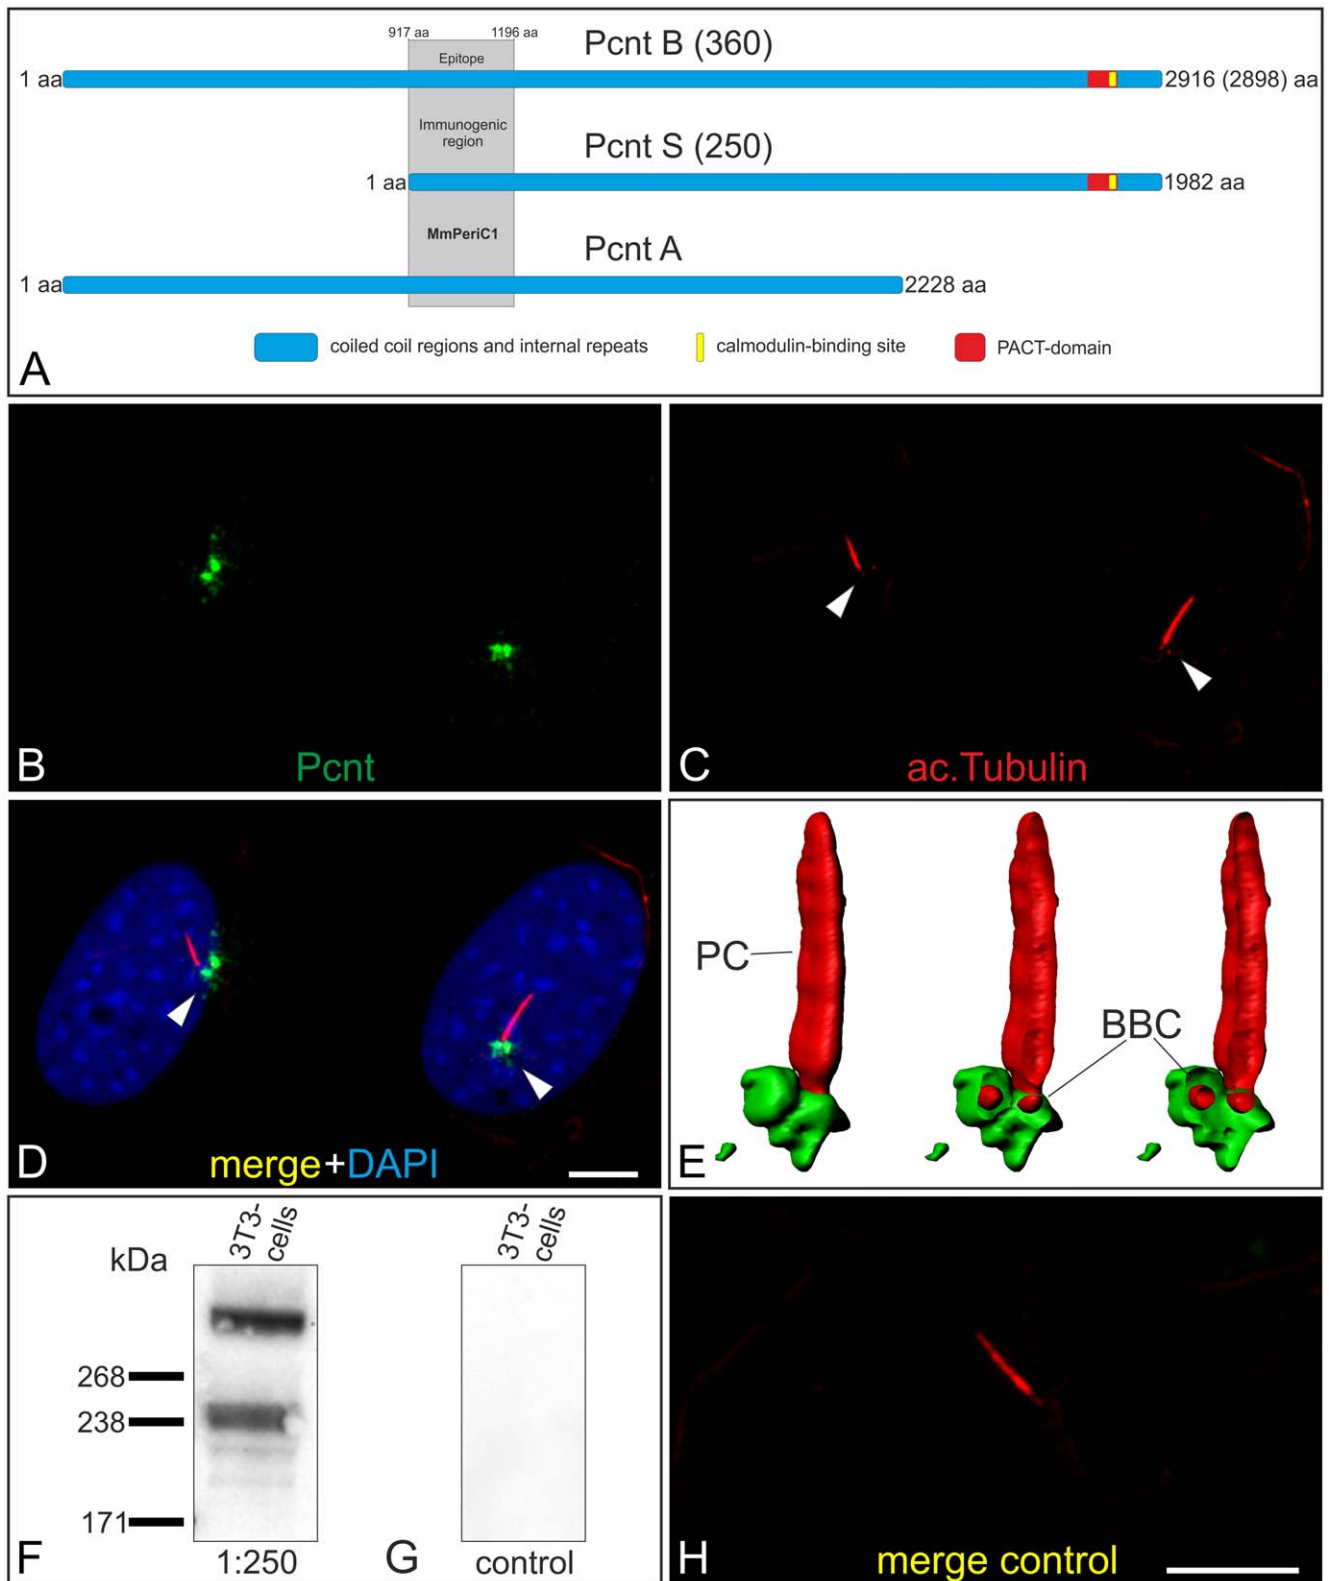 917 aa 1196 aa
Epitope
Pcnt B (360)
1 aa 2916 (2898) aa
Immunogenic
region
Pcnt S (250)
1 aa 1982 aa
MmPeriC1
Pcnt A
1 aa 2228 aa
coiled coil regions and internal repeats calmodulin-binding site PACT-domain
A
B Pcnt
C ac.Tubulin
D merge+DAPI
PC
BBC
E
3T3-
cells
kDa
268
238
171
F 1:250
3T3-
cells
G control
H merge control